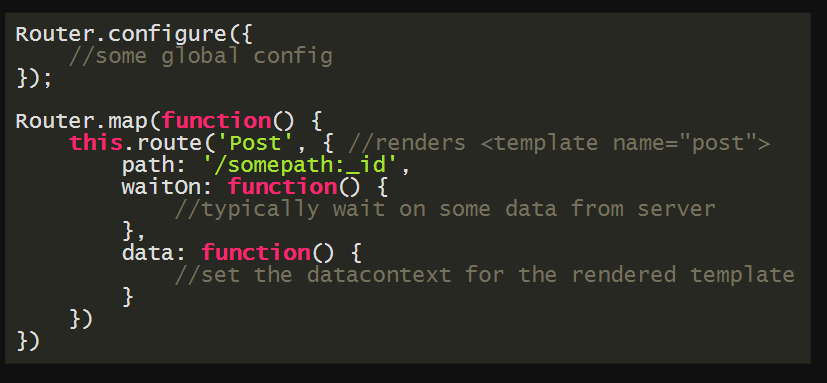 Router.configure({
    //some global config
});

Router.map(function() {
    this.route('Post', { //renders <template name="post">
        path: '/somepath:_id',
        waitOn: function() {
            //typically wait on some data from server
        },
        data: function() {
            //set the datacontext for the rendered template
        }
    })
})